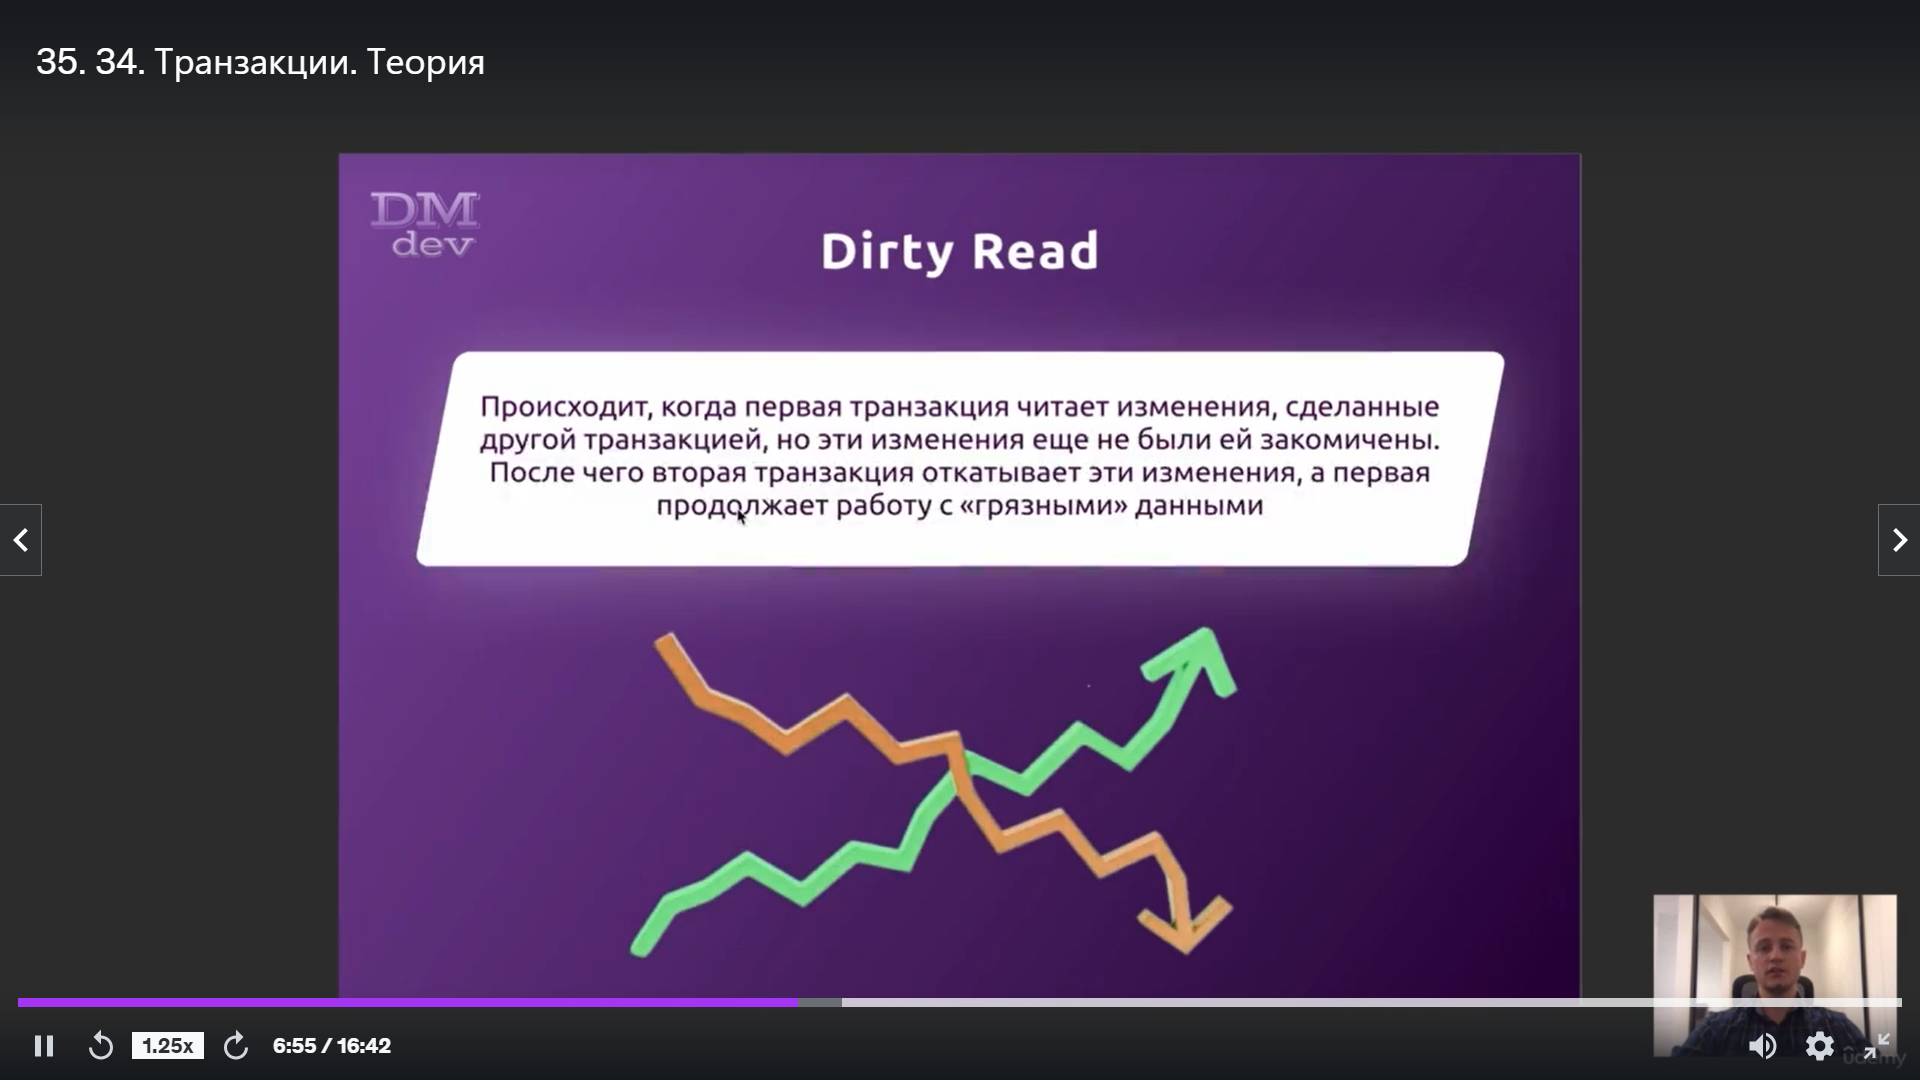 35. 34. Транзакции. Теория
DM
dev
Dirty Read
Происходит, когда первая транзакция читает изменения, сделанные
другой транзакцией, но эти изменения еще не были ей закомичены.
После чего вторая транзакция откатывает эти изменения, а первая
продолжает работу с «грязными» данными
1.25x
6:55 / 16:42
ûdemy